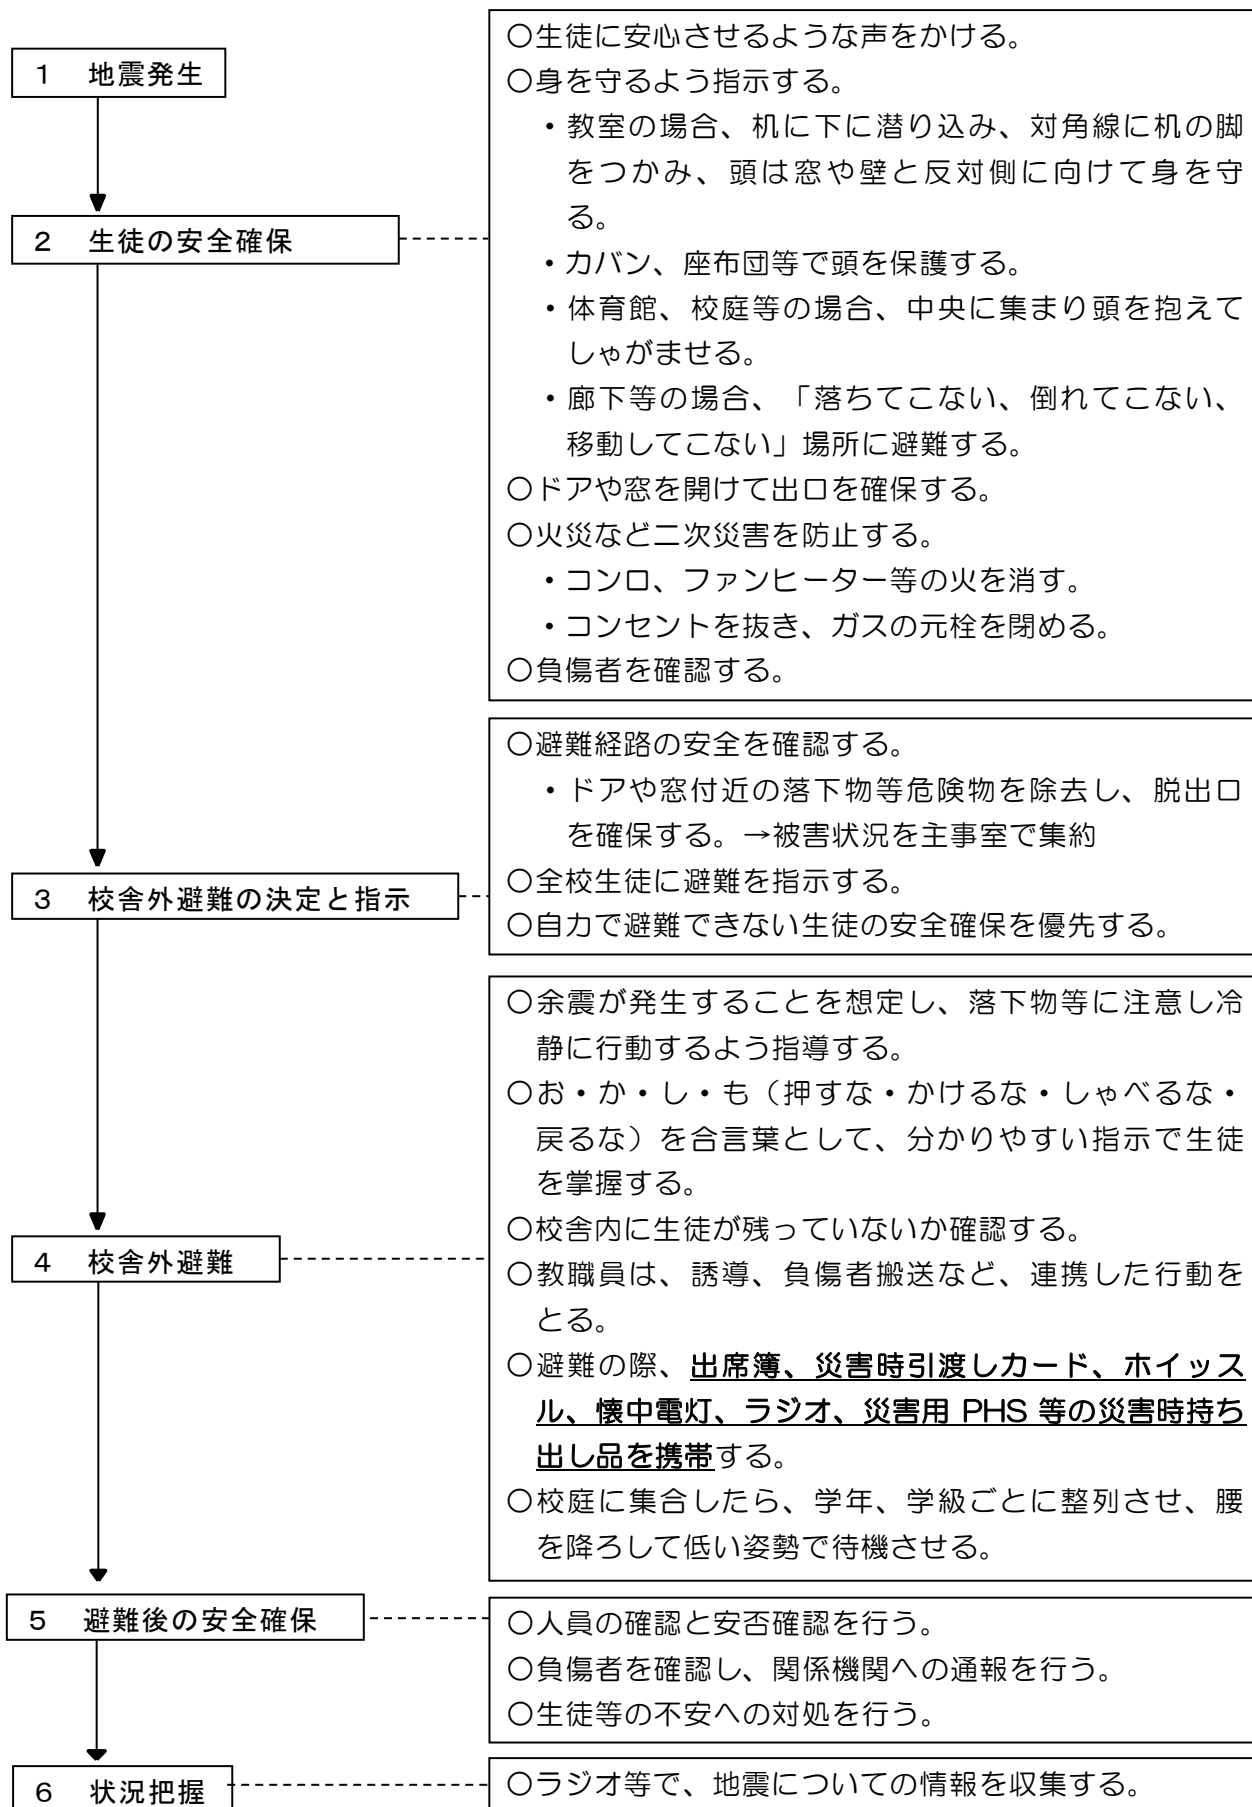 1 地震発生
○生徒に安心させるような声をかける。
○身を守るよう指示する。
・教室の場合、机に下に潜り込み、対角線に机の脚
をつかみ、頭は窓や壁と反対側に向けて身を守
る。
2 生徒の安全確保
・カバン、座布団等で頭を保護する。
・体育館、校庭等の場合、中央に集まり頭を抱えて
しゃがませる。
・廊下等の場合、「落ちてこない、倒れてこない、
移動してこない」場所に避難する。
○ドアや窓を開けて出口を確保する。
○火災など二次災害を防止する。
・コンロ、ファンヒーター等の火を消す。
・コンセントを抜き、ガスの元栓を閉める。
○負傷者を確認する。
3 校舎外避難の決定と指示
○避難経路の安全を確認する。
・ドアや窓付近の落下物等危険物を除去し、脱出口
を確保する。→被害状況を主事室で集約
○全校生徒に避難を指示する。
○自力で避難できない生徒の安全確保を優先する。
4 校舎外避難
○余震が発生することを想定し、落下物等に注意し冷
静に行動するよう指導する。
○お・か・し・も（押すな・かけるな・しゃべるな・
戻るな）を合言葉として、分かりやすい指示で生徒
を掌握する。
○校舎内に生徒が残っていないか確認する。
○教職員は、誘導、負傷者搬送など、連携した行動を
とる。
○避難の際、出席簿、災害時引渡しカード、ホイッス
ル、懐中電灯、ラジオ、災害用 PHS 等の災害時持ち
出し品を携帯する。
○校庭に集合したら、学年、学級ごとに整列させ、腰
を降ろして低い姿勢で待機させる。
5 避難後の安全確保
○人員の確認と安否確認を行う。
○負傷者を確認し、関係機関への通報を行う。
○生徒等の不安への対処を行う。
6 状況把握
○ラジオ等で、地震についての情報を収集する。